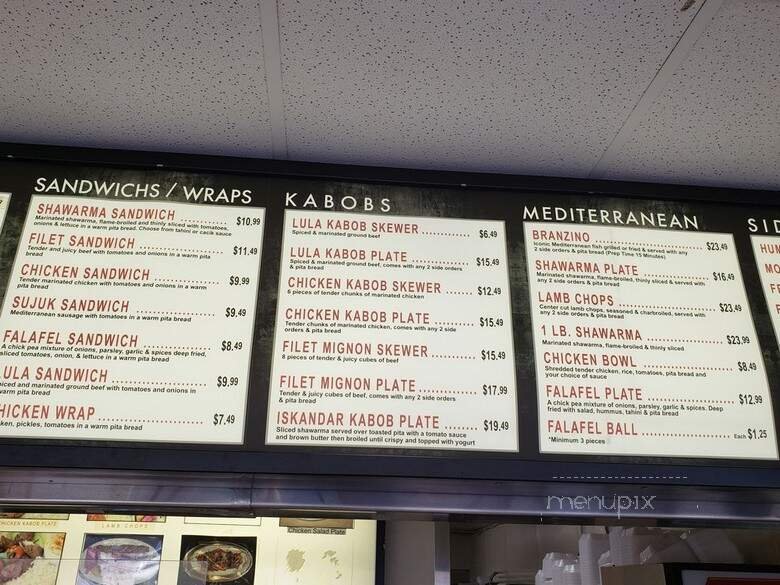 SANDWICHS / WRAPS
SHAWARMA SANDWICH $10,99
Marinated shawarma, flame-broiled and thinly sliced with tomatoes,
onions & lettuce in a warm pita bread. Choose from tahini or cacik sauce
FILET SANDWICH $11,49
Tender and juicy beef with tomatoes and onions in a warm pita
bread
CHICKEN SANDWICH $9,99
Tender marinated chicken with tomatoes and onions in a warm
pita bread
SUJUK SANDWICH $9,49
Mediterranean sausage with tomatoes in a warm pita bread
FALAFEL SANDWICH $8,49
A chick pea mixture of onions, parsley, garlic & spices deep fried,
sliced tomatoes, onion, & lettuce in a warm pita bread
ULA SANDWICH $9,99
iced and marinated ground beef with tomatoes and onions in
warm pita bread
HICKEN WRAP $7,49
ken, pickles, tomatoes in a warm pita bread
KABOBS
LULA KABOB SKEWER $6,49
Spiced & marinated ground beef
LULA KABOB PLATE $15,49
Spiced & marinated ground beef, comes with any 2 side orders
& pita bread
CHICKEN KABOB SKEWER $12,49
6 pieces of tender chunks of marinated chicken
CHICKEN KABOB PLATE $15,49
Tender chunks of marinated chicken, comes with any 2 side
orders & pita bread
FILET MIGNON SKEWER $15,49
8 pieces of tender & juicy cubes of beef
FILET MIGNON PLATE $17,99
Tender & juicy cubes of beef, comes with any 2 side orders
& pita bread
ISKANDAR KABOB PLATE $19,49
Sliced shawarma served over toasted pita with a tomato sauce
and brown butter then broiled until crispy and topped with yogurt
MEDITERRANEAN
BRANZINO $23,49
Iconic Mediterranean fish grilled or fried & served with any
2 side orders & pita bread (Prep Time 15 Minutes)
SHAWARMA PLATE $16,49
Marinated shawarma, flame-broiled, thinly sliced & served with
any 2 side orders & pita bread
LAMB CHOPS $23,49
Center cut lamb chops, seasoned & charbroiled, served with
any 2 side orders & pita bread
1 LB. SHAWARMA $23,99
Marinated shawarma, flame-broiled & thinly sliced
CHICKEN BOWL $8,49
Shredded tender chicken, rice, tomatoes, pita bread and
your choice of sauce
FALAFEL PLATE $12,99
A chick pea mixture of onions, parsley, garlic & spices. Deep
fried with salad, hummus, tahini & pita bread
FALAFEL BALL Each $1,25
*Minimum 3 pieces
SID
HUM
M
FR
F
menupix
CHICKEN KABOB PLATE
LAMB CHOPS
Chicken Salad Plate